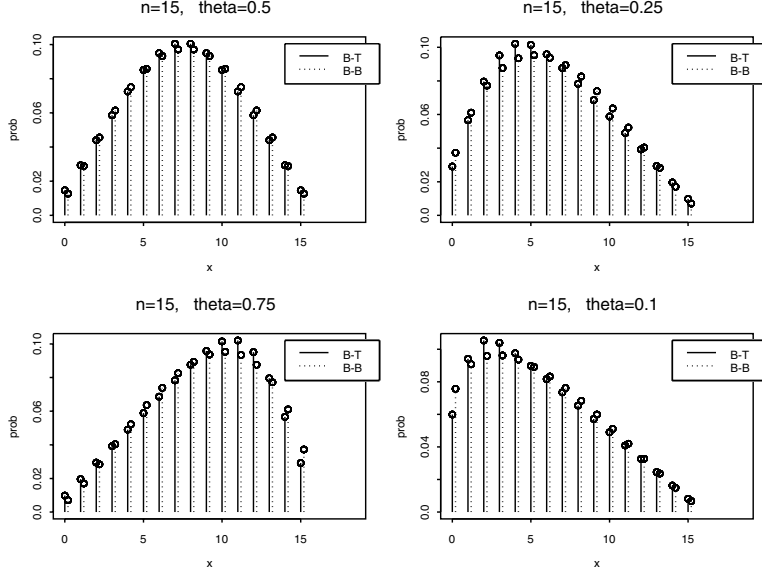 n=15, theta=0.5
prob
0.10
0.06
0.02
0.0
B-T
B-B
0 5 10 15
x
n=15, theta=0.25
prob
0.10
0.06
0.02
0.0
B-T
B-B
0 5 10 15
x
n=15, theta=0.75
prob
0.10
0.06
0.02
0.0
B-T
B-B
0 5 10 15
x
n=15, theta=0.1
prob
0.08
0.04
0.0
B-T
B-B
0 5 10 15
x